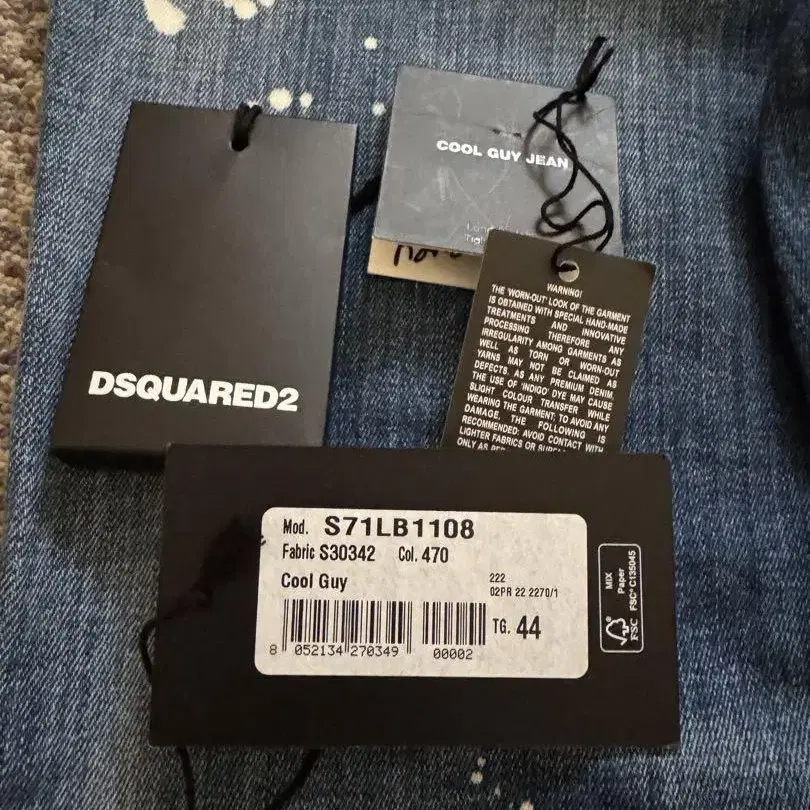 DSQUARED2
COOL GUY JEAN
WARNING!
THE 'WORN-OUT' LOOK OF THE GARMENT
IS OBTAINED WITH SPECIAL HAND-MADE
TREATMENTS AND INNOVATIVE
PROCESSING THEREFORE ANY
IRREGULARITY AMONG GARMENTS AS
WELL AS TORN OR WORN-OUT
YARNS MAY NOT BE CLAIMED AS
DEFECTS. AS ANY PREMIUM DENIM,
THE USE OF 'INDIGO' DYE MAY CAUSE
SLIGHT COLOUR TRANSFER WHILE
WEARING THE GARMENT; TO AVOID ANY
DAMAGE, THE FOLLOWING IS
RECOMMENDED: AVOID CONTACT WITH
LIGHTER FABRICS OR
ONLY AS
Mod. S71LB1108
Fabric S30342 Col. 470
Cool Guy
222
02PR 22 2270/1
TG. 44
8 052134 270349 00002
MIX
Paper
FSC® C135045
FSC